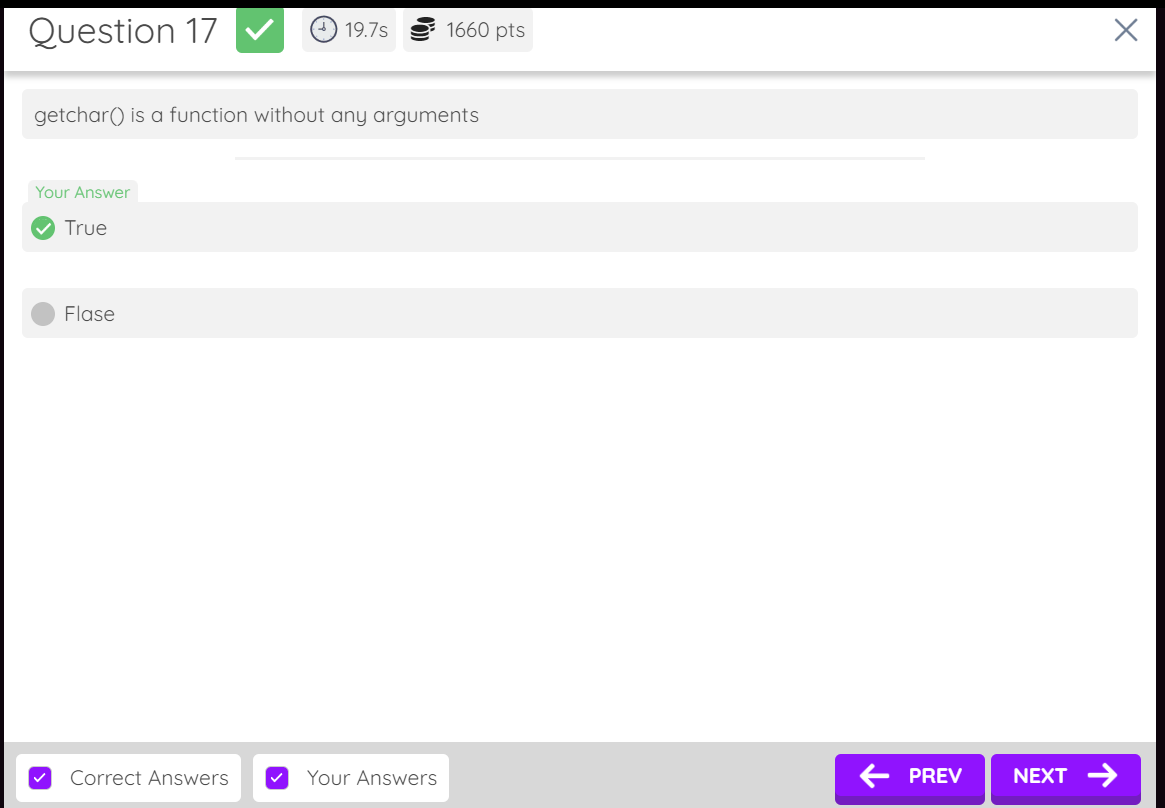 Question 17 19.7s 1660 pts
getchar() is a function without any arguments
Your Answer
True
Flase
Correct Answers Your Answers PREV NEXT